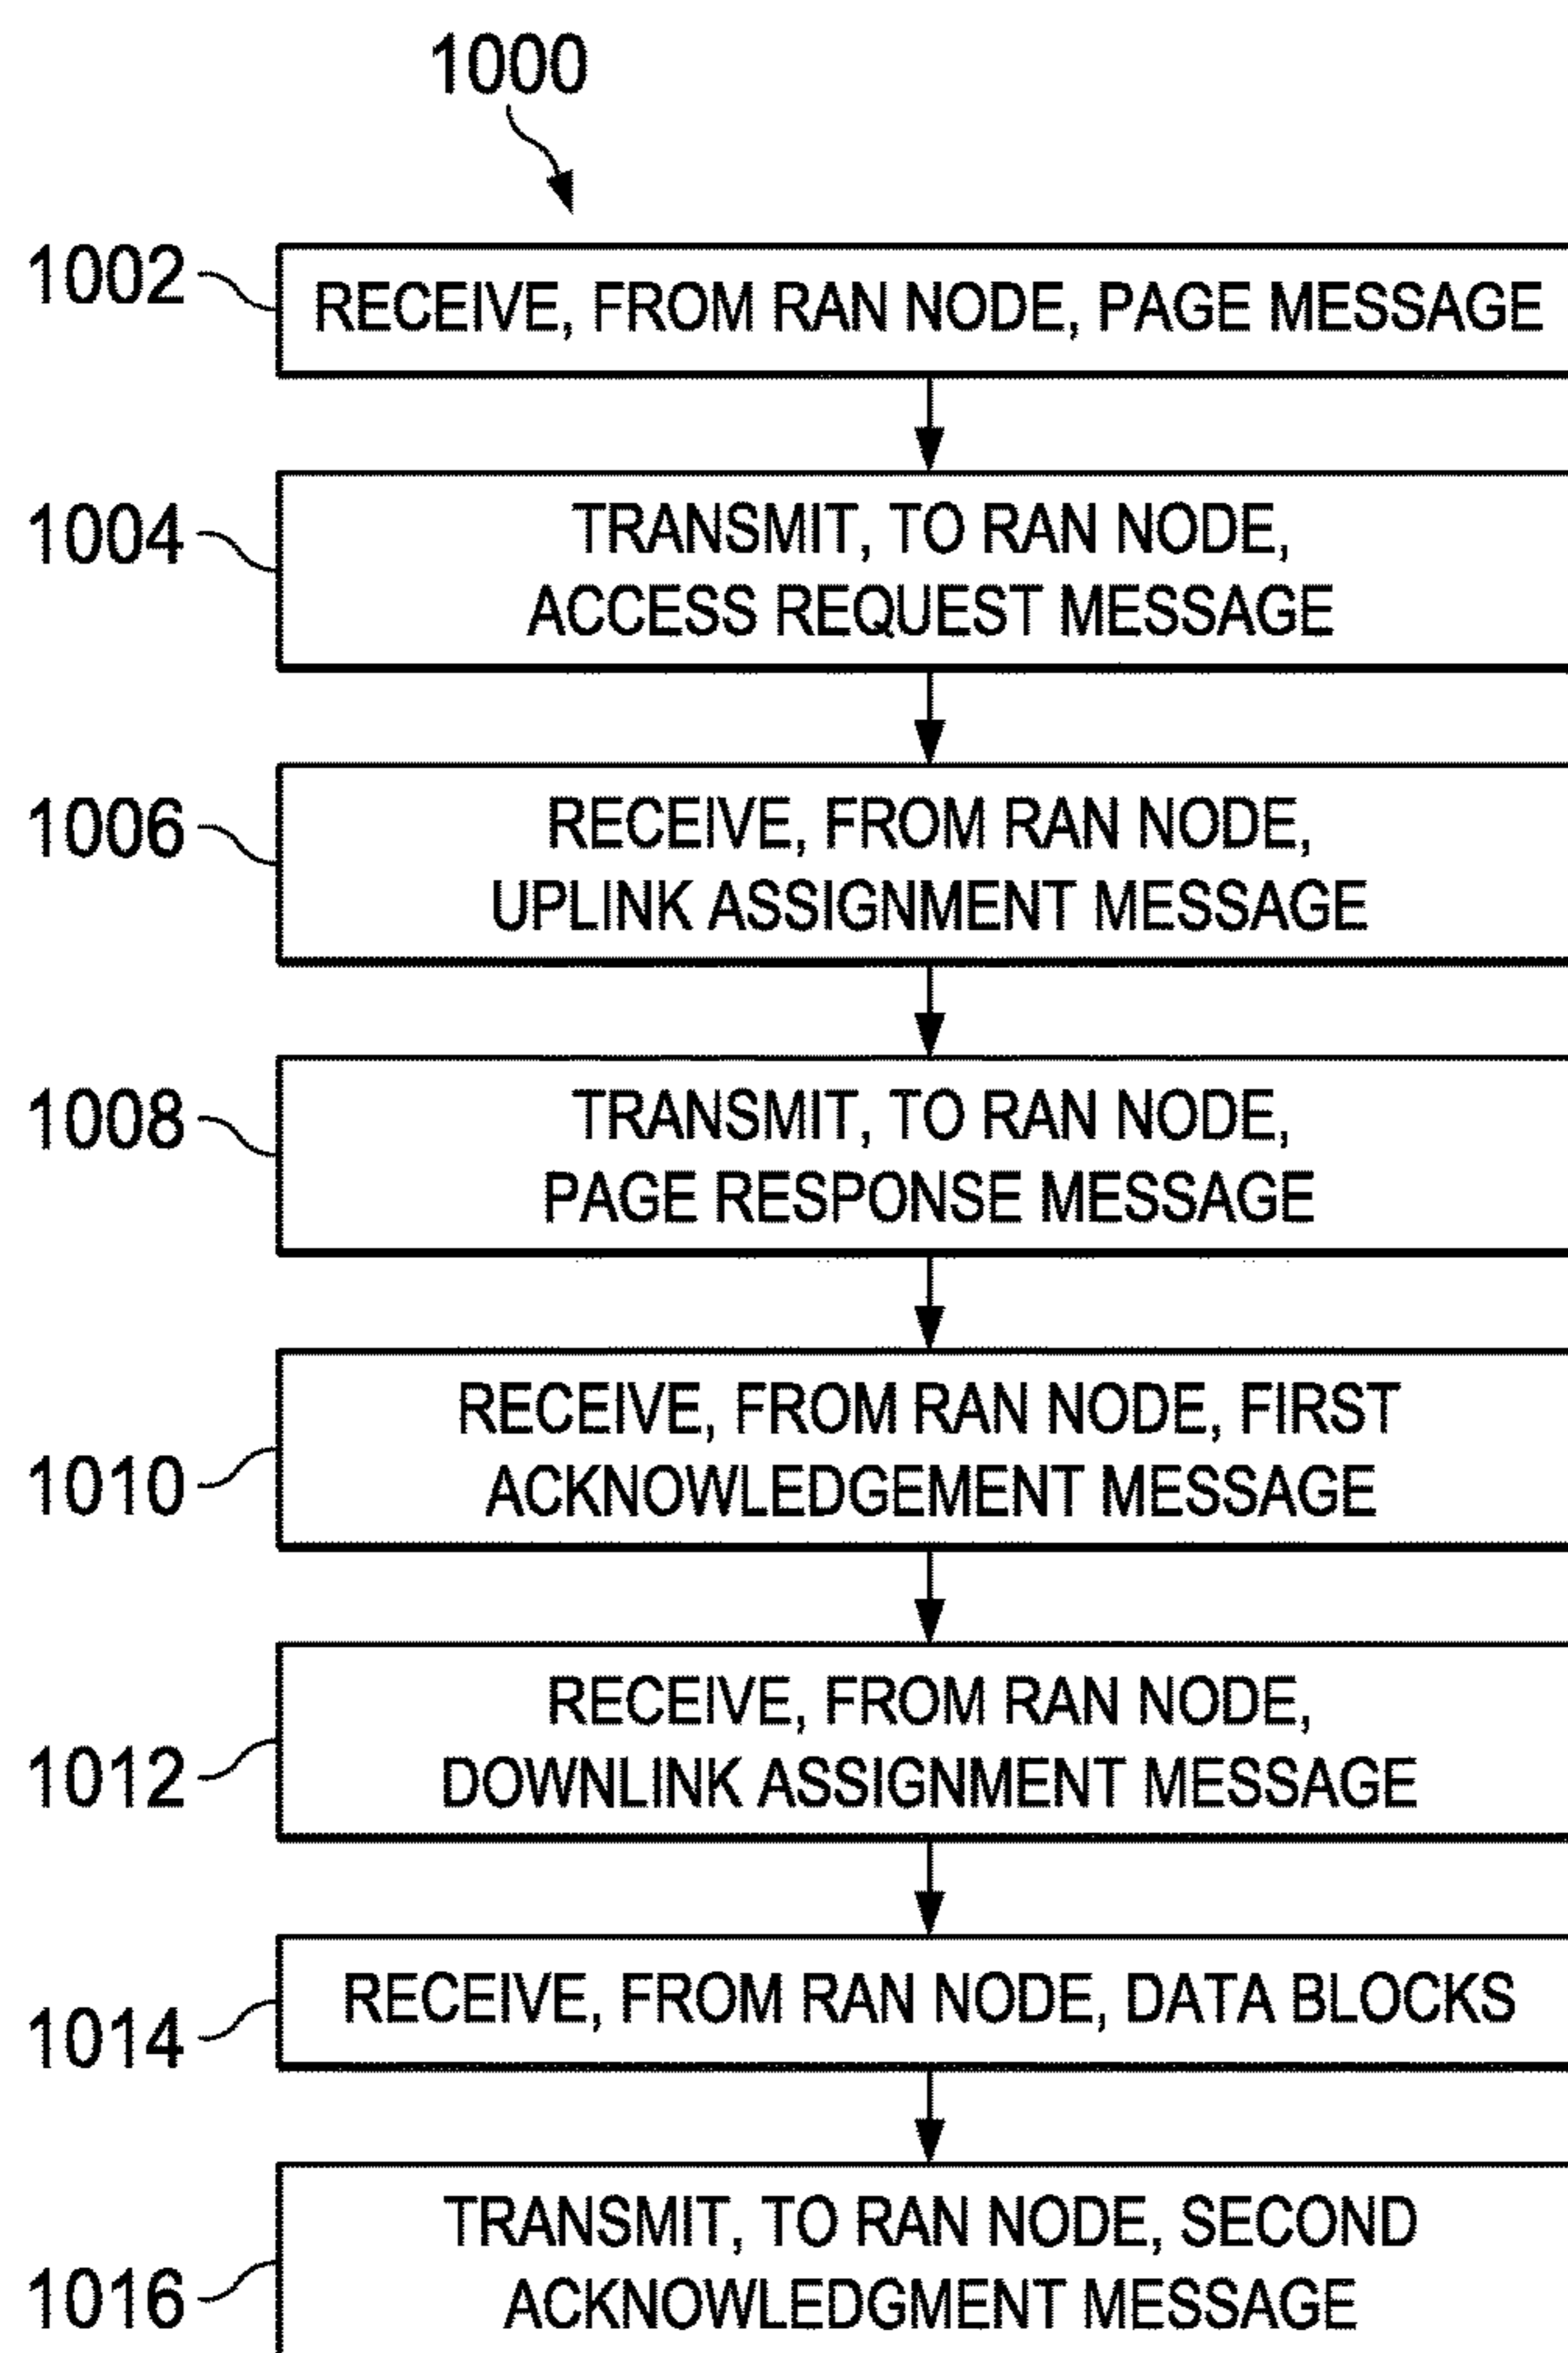 1000
1002
RECEIVE, FROM RAN NODE, PAGE MESSAGE
1004
TRANSMIT, TO RAN NODE,
ACCESS REQUEST MESSAGE
1006
RECEIVE, FROM RAN NODE,
UPLINK ASSIGNMENT MESSAGE
1008
TRANSMIT, TO RAN NODE,
PAGE RESPONSE MESSAGE
1010
RECEIVE, FROM RAN NODE, FIRST
ACKNOWLEDGEMENT MESSAGE
1012
RECEIVE, FROM RAN NODE,
DOWNLINK ASSIGNMENT MESSAGE
1014
RECEIVE, FROM RAN NODE, DATA BLOCKS
1016
TRANSMIT, TO RAN NODE, SECOND
ACKNOWLEDGMENT MESSAGE